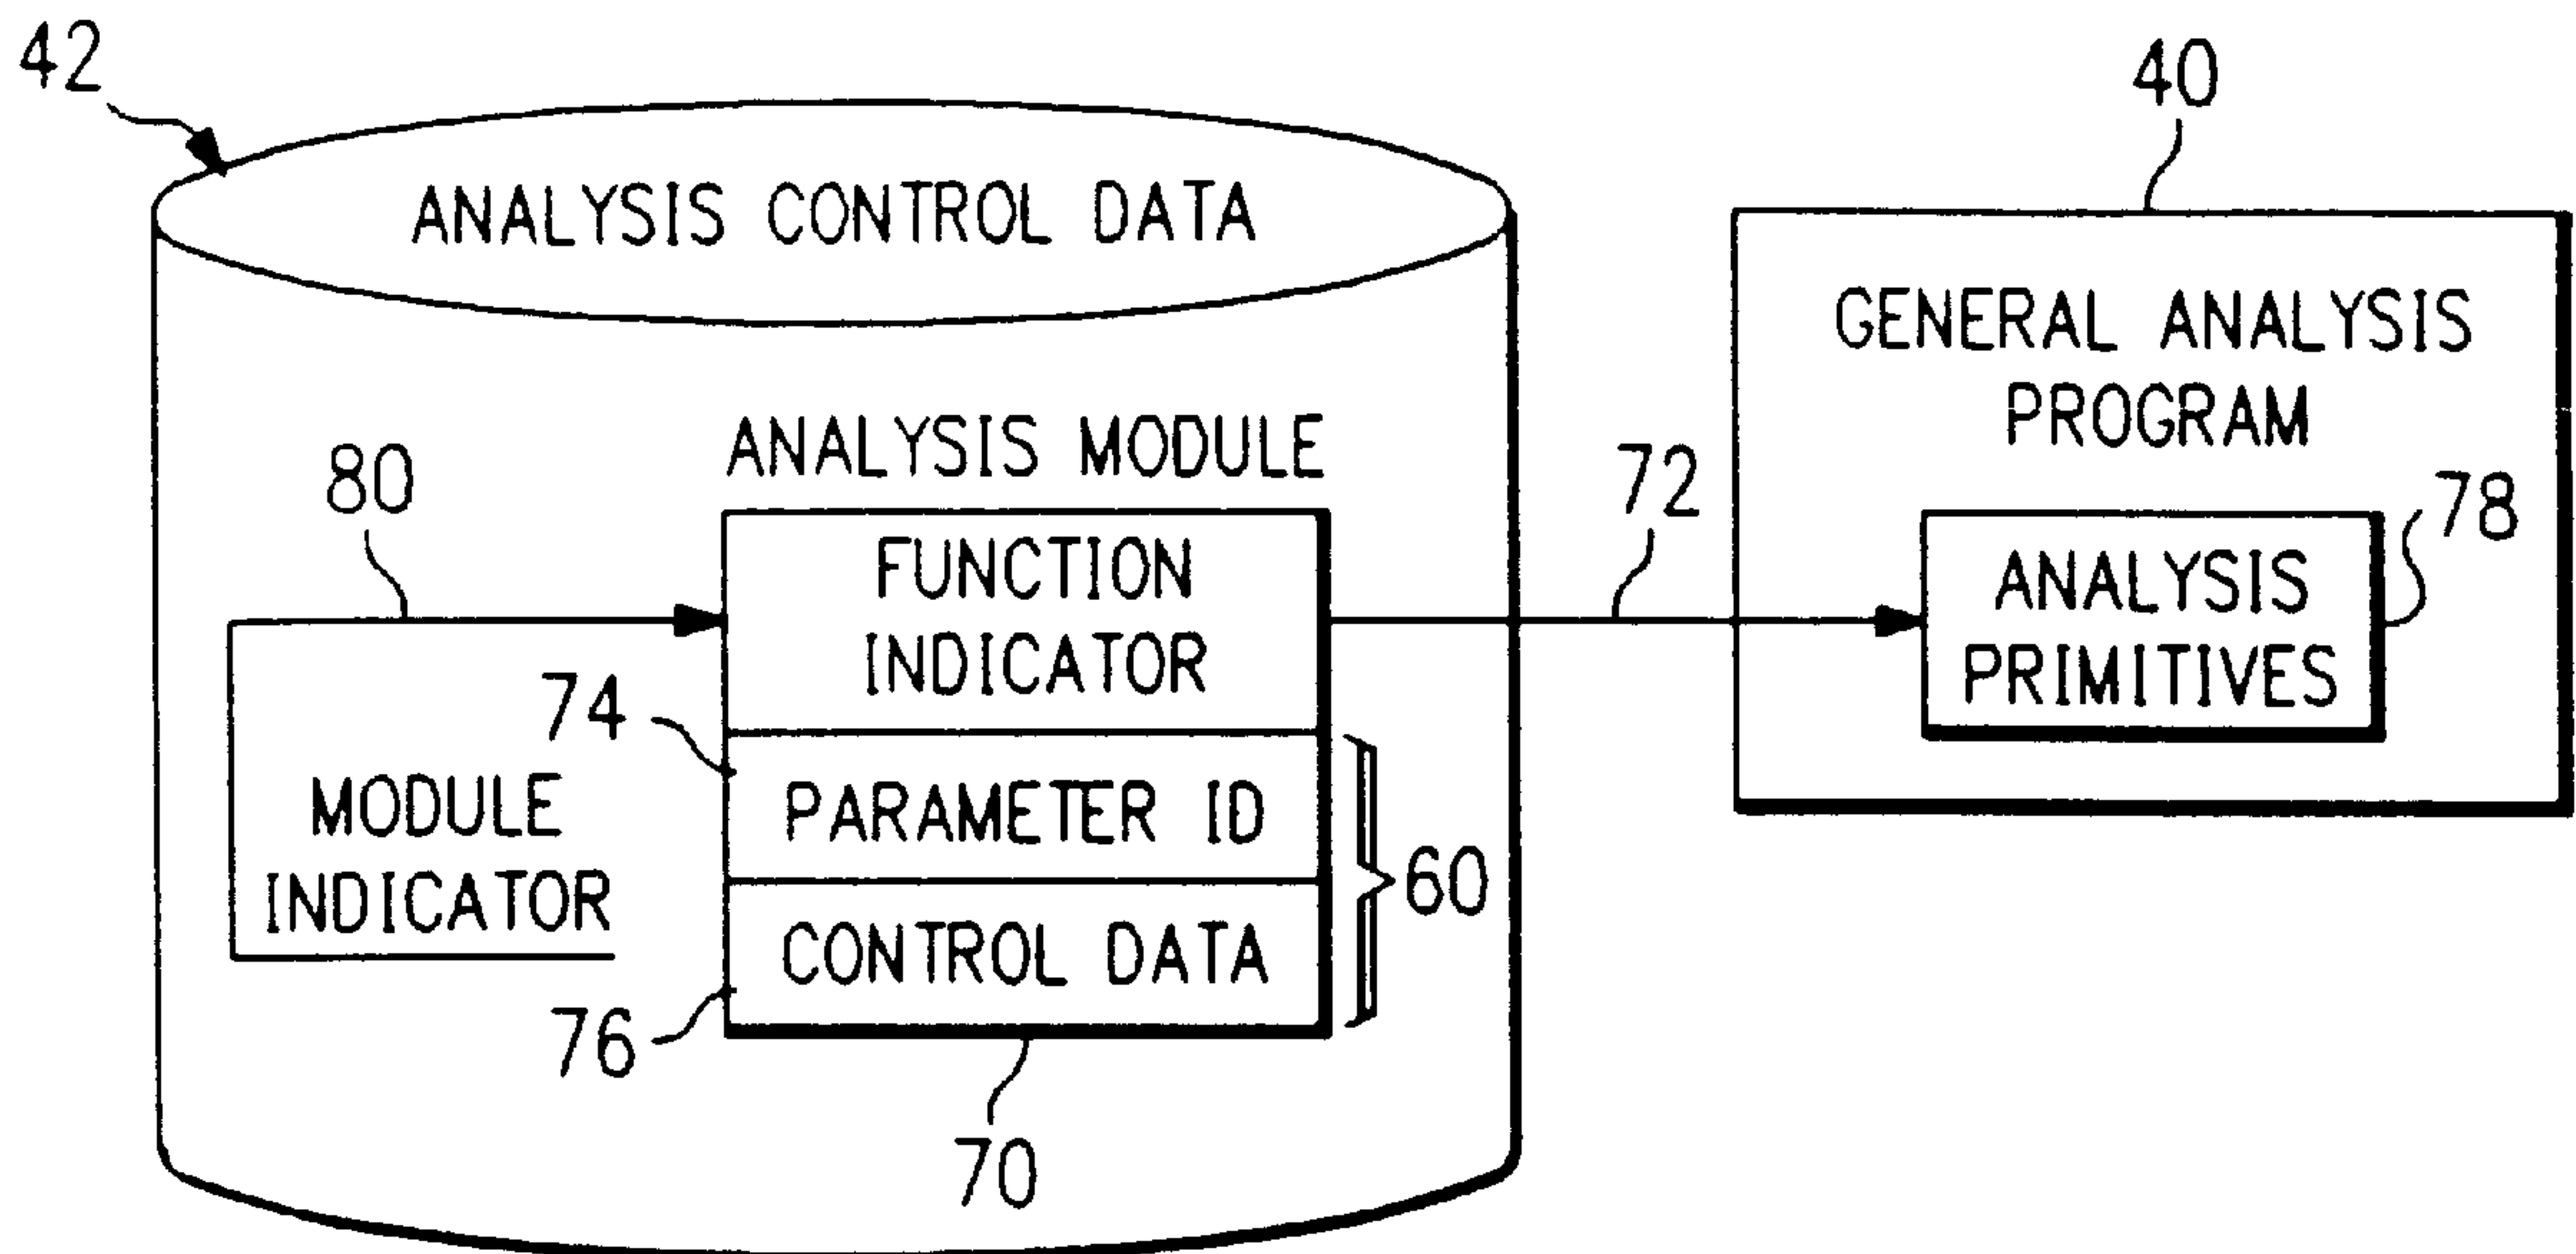 42
40
ANALYSIS CONTROL DATA
GENERAL ANALYSIS
PROGRAM
ANALYSIS MODULE
80
72
78
FUNCTION
INDICATOR
ANALYSIS
PRIMITIVES
74
MODULE
INDICATOR
PARAMETER ID
60
CONTROL DATA
76
70